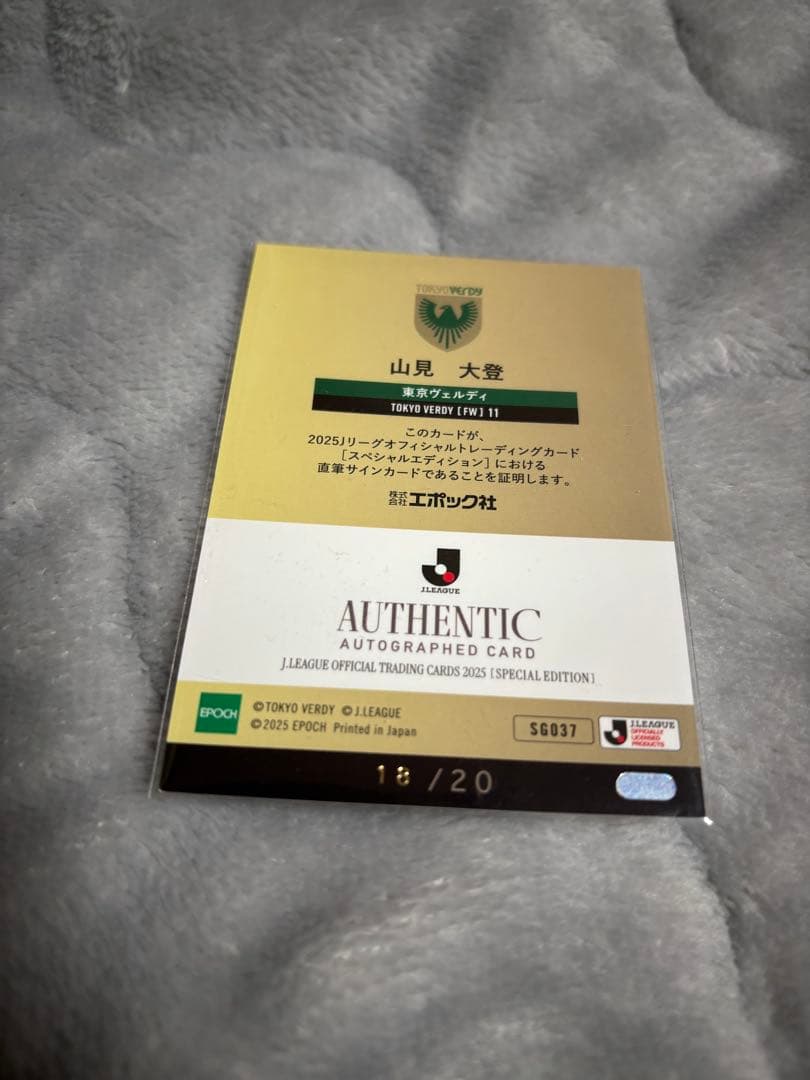 TOKYO VERDY
山見 大登
東京ヴェルディ
TOKYO VERDY [FW] 11
このカードが、
2025Jリーグオフィシャルトレーディングカード
［スペシャルエディション］における
直筆サインカードであることを証明します。
株式会社エポック社
J.LEAGUE
AUTHENTIC
AUTOGRAPHED CARD
J.LEAGUE OFFICIAL TRADING CARDS 2025 [SPECIAL EDITION]
EPOCH
©TOKYO VERDY ©J.LEAGUE
©2025 EPOCH Printed in Japan
SG037
J.LEAGUE
OFFICIALLY
LICENSED
PRODUCTS
18 /20